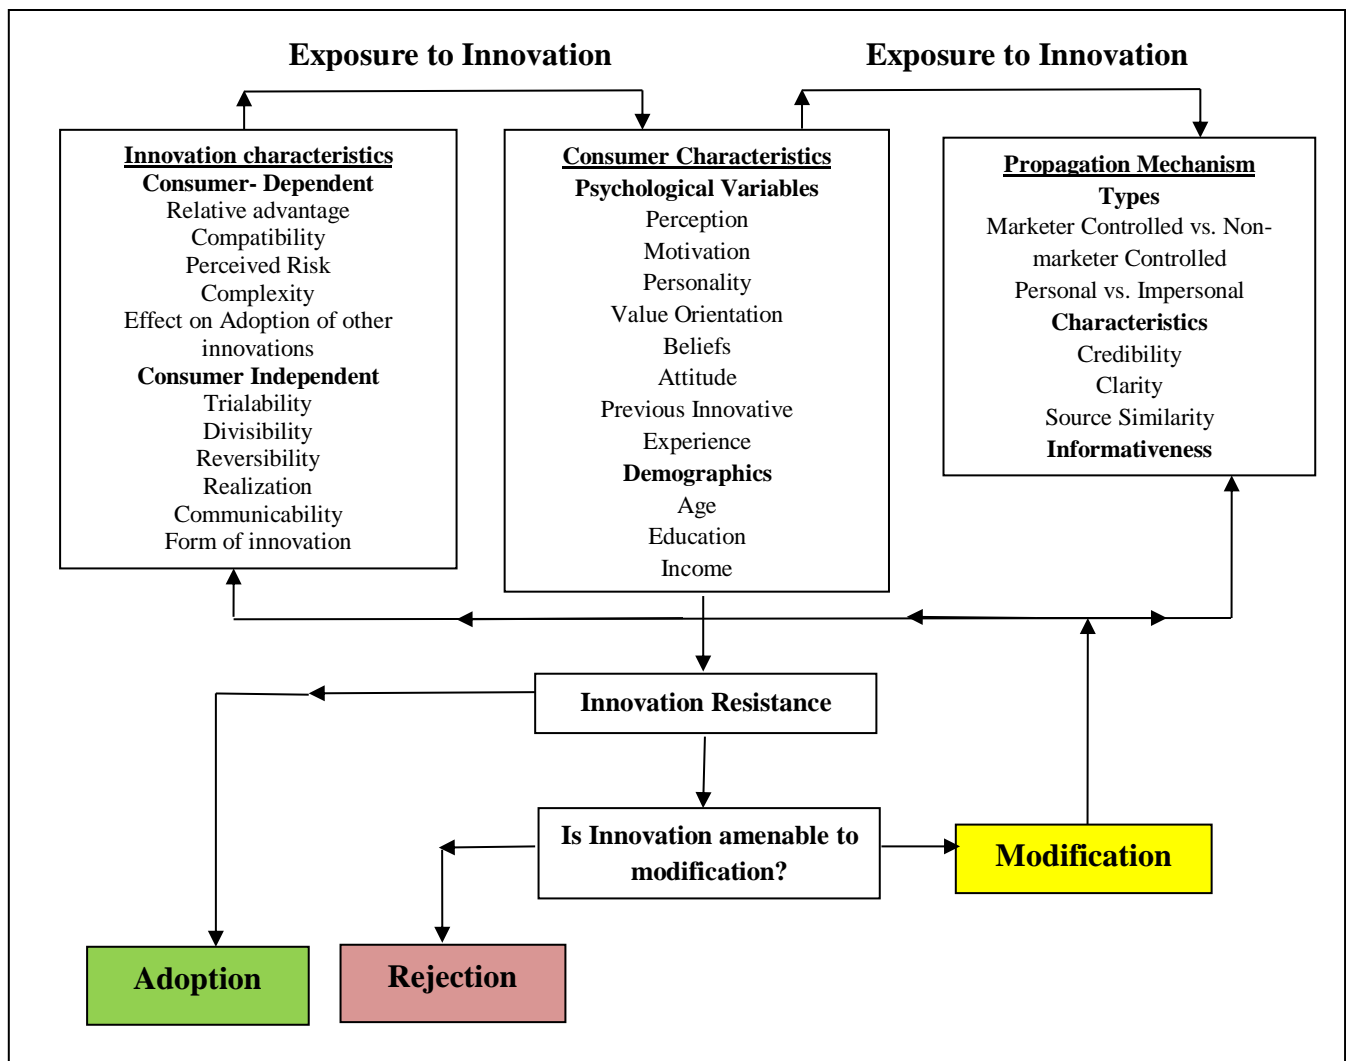 Exposure to Innovation
Exposure to Innovation
Innovation characteristics
Consumer- Dependent
Relative advantage
Compatibility
Perceived Risk
Complexity
Effect on Adoption of other
innovations
Consumer Independent
Trialability
Divisibility
Reversibility
Realization
Communicability
Form of innovation
Consumer Characteristics
Psychological Variables
Perception
Motivation
Personality
Value Orientation
Beliefs
Attitude
Previous Innovative
Experience
Demographics
Age
Education
Income
Propagation Mechanism
Types
Marketer Controlled vs. Non-
marketer Controlled
Personal vs. Impersonal
Characteristics
Credibility
Clarity
Source Similarity
Informativeness
Innovation Resistance
Is Innovation amenable to
modification?
Modification
Adoption
Rejection